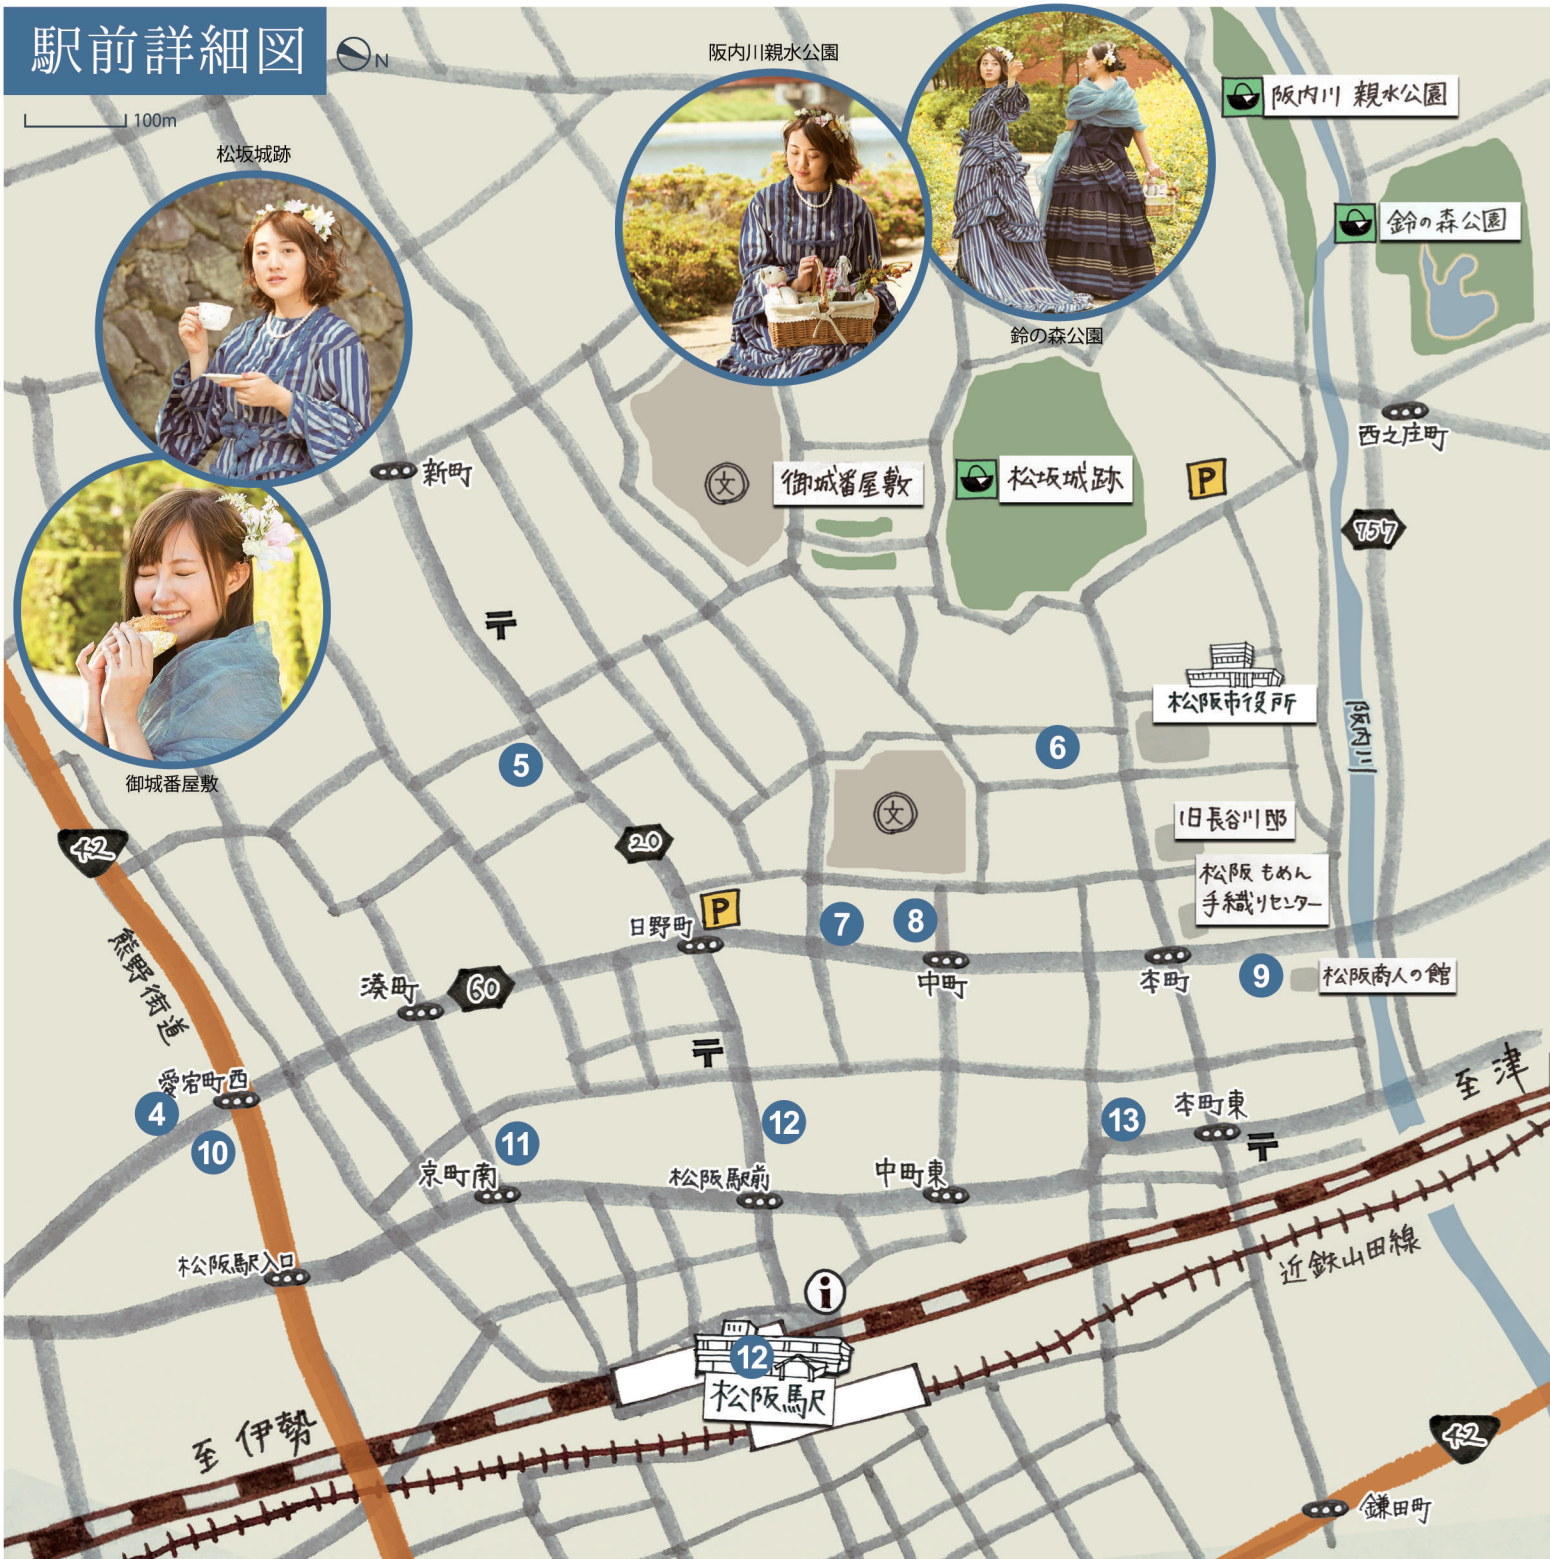 駅前詳細図
N
100m
松坂城跡
阪内川親水公園
鈴の森公園
御城番屋敷
阪内川 親水公園
鈴の森公園
西之庄町
新町
文
御城番屋敷
松坂城跡
P
757
〒
松阪市役所
阪内川
5
6
42
20
文
旧長谷川邸
松阪もめん
手織りセンター
P
日野町
7
8
熊野街道
湊町
60
中町
本町
9
松阪商人の館
〒
愛宕町西
4
10
11
12
13
本町東
〒
至 津
京町南
松阪駅前
中町東
松阪駅入口
近鉄山田線
i
12
松阪駅
至 伊勢
42
鎌田町